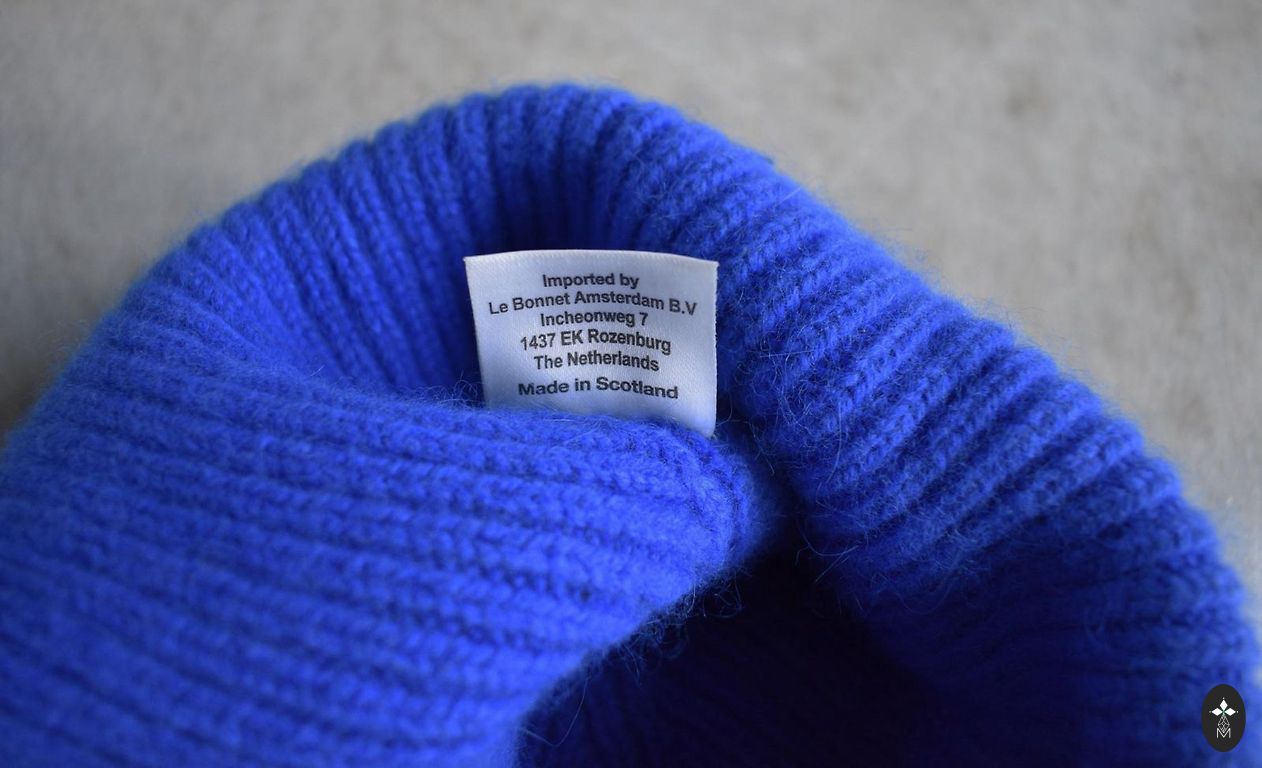 Imported by
Le Bonnet Amsterdam B.V
Incheonweg 7
1437 EK Rozenburg
The Netherlands
Made in Scotland
M